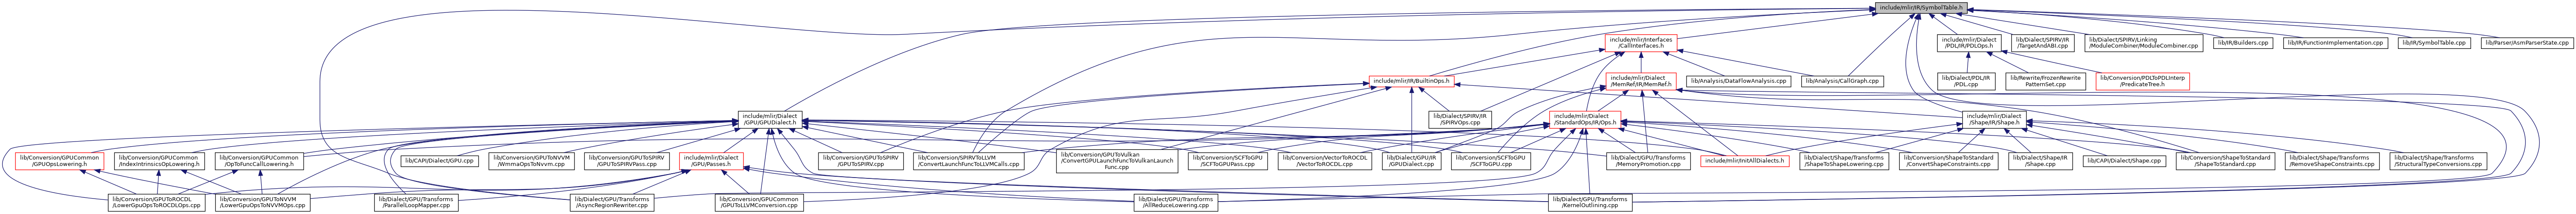 include/mlir/IR/SymbolTable.h
include/mlir/Interfaces
/CallInterfaces.h
include/mlir/Dialect
/PDL/IR/PDLOps.h
lib/Dialect/SPIRV/IR
/TargetAndABI.cpp
lib/Dialect/SPIRV/Linking
/ModuleCombiner/ModuleCombiner.cpp
lib/IR/Builders.cpp
lib/IR/FunctionImplementation.cpp
lib/IR/SymbolTable.cpp
lib/Parser/AsmParserState.cpp
include/mlir/IR/BuiltinOps.h
include/mlir/Dialect
/MemRef/IR/MemRef.h
lib/Analysis/DataFlowAnalysis.cpp
lib/Analysis/CallGraph.cpp
lib/Dialect/PDL/IR
/PDL.cpp
lib/Rewrite/FrozenRewrite
PatternSet.cpp
lib/Conversion/PDLToPDLInterp
/PredicateTree.h
include/mlir/Dialect
/GPU/GPUDialect.h
lib/Dialect/SPIRV/IR
/SPIRVOps.cpp
include/mlir/Dialect
/StandardOps/IR/Ops.h
include/mlir/Dialect
/Shape/IR/Shape.h
lib/Conversion/GPUCommon
/GPUOpsLowering.h
lib/Conversion/GPUCommon
/IndexIntrinsicsOpLowering.h
lib/Conversion/GPUCommon
/OpToFuncCallLowering.h
lib/CAPI/Dialect/GPU.cpp
lib/Conversion/GPUToNVVM
/WmmaOpsToNvvm.cpp
lib/Conversion/GPUToSPIRV
/GPUToSPIRVPass.cpp
include/mlir/Dialect
/GPU/Passes.h
lib/Conversion/GPUToSPIRV
/GPUToSPIRV.cpp
lib/Conversion/SPIRVToLLVM
/ConvertLaunchFuncToLLVMCalls.cpp
lib/Conversion/GPUToVulkan
/ConvertGPULaunchFuncToVulkanLaunch
Func.cpp
lib/Conversion/SCFToGPU
/SCFToGPUPass.cpp
lib/Conversion/VectorToROCDL
/VectorToROCDL.cpp
lib/Dialect/GPU/IR
/GPUDialect.cpp
lib/Conversion/SCFToGPU
/SCFToGPU.cpp
lib/Dialect/GPU/Transforms
/MemoryPromotion.cpp
include/mlir/InitAllDialects.h
lib/Dialect/Shape/Transforms
/ShapeToShapeLowering.cpp
lib/Conversion/ShapeToStandard
/ConvertShapeConstraints.cpp
lib/Dialect/Shape/IR
/Shape.cpp
lib/CAPI/Dialect/Shape.cpp
lib/Conversion/ShapeToStandard
/ShapeToStandard.cpp
lib/Dialect/Shape/Transforms
/RemoveShapeConstraints.cpp
lib/Dialect/Shape/Transforms
/StructuralTypeConversions.cpp
lib/Conversion/GPUToROCDL
/LowerGpuOpsToROCDLOps.cpp
lib/Conversion/GPUToNVVM
/LowerGpuOpsToNVVMOps.cpp
lib/Dialect/GPU/Transforms
/ParallelLoopMapper.cpp
lib/Dialect/GPU/Transforms
/AsyncRegionRewriter.cpp
lib/Conversion/GPUCommon
/GPUToLLVMConversion.cpp
lib/Dialect/GPU/Transforms
/AllReduceLowering.cpp
lib/Dialect/GPU/Transforms
/KernelOutlining.cpp